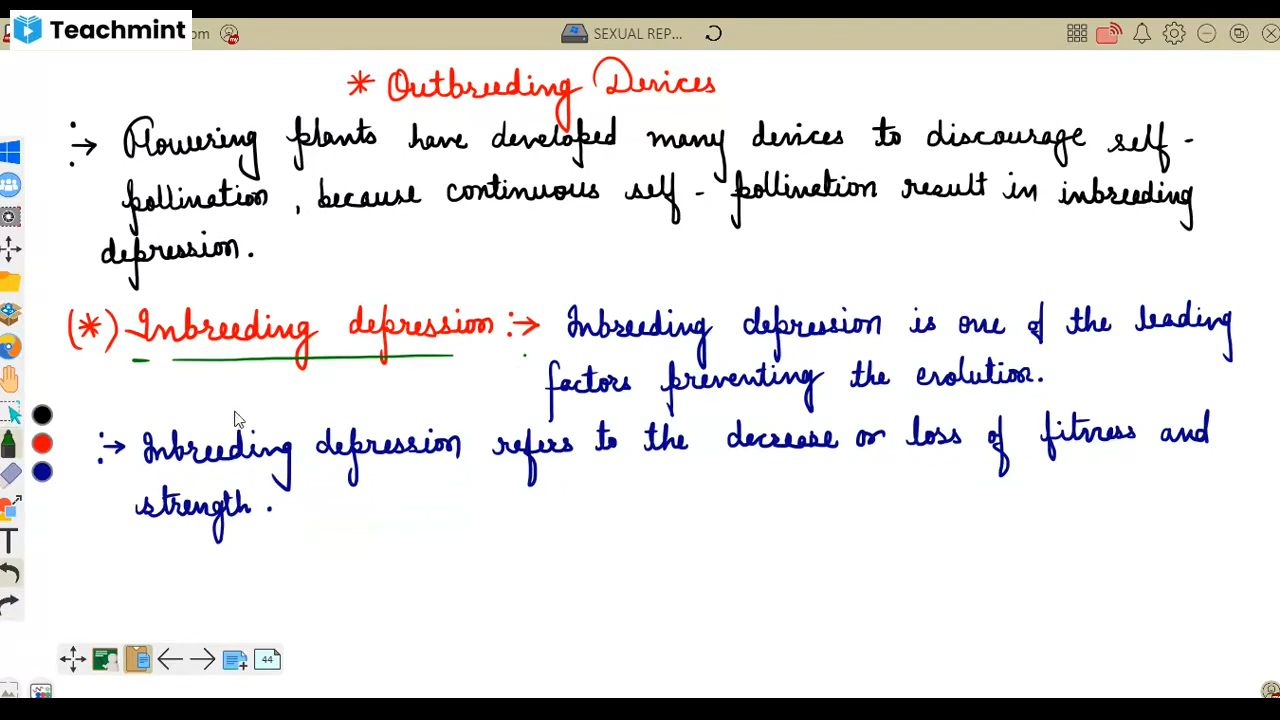 Teachmint
om
SEXUAL REP...
* Outbreeding Devices
:→ Flowering plants have developed many devices to discourage self-
pollination, because continuous self-pollination result in inbreeding
depression.
(*) Inbreeding depression :→ Inbreeding depression is one of the leading
factors preventing the evolution.
:→ Inbreeding depression refers to the decrease or loss of fitness and
strength.
T
44